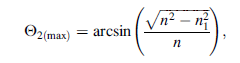 Θ₂₍ₘₐₓ₎ = arcsin(√(n² − n₁²) / n),